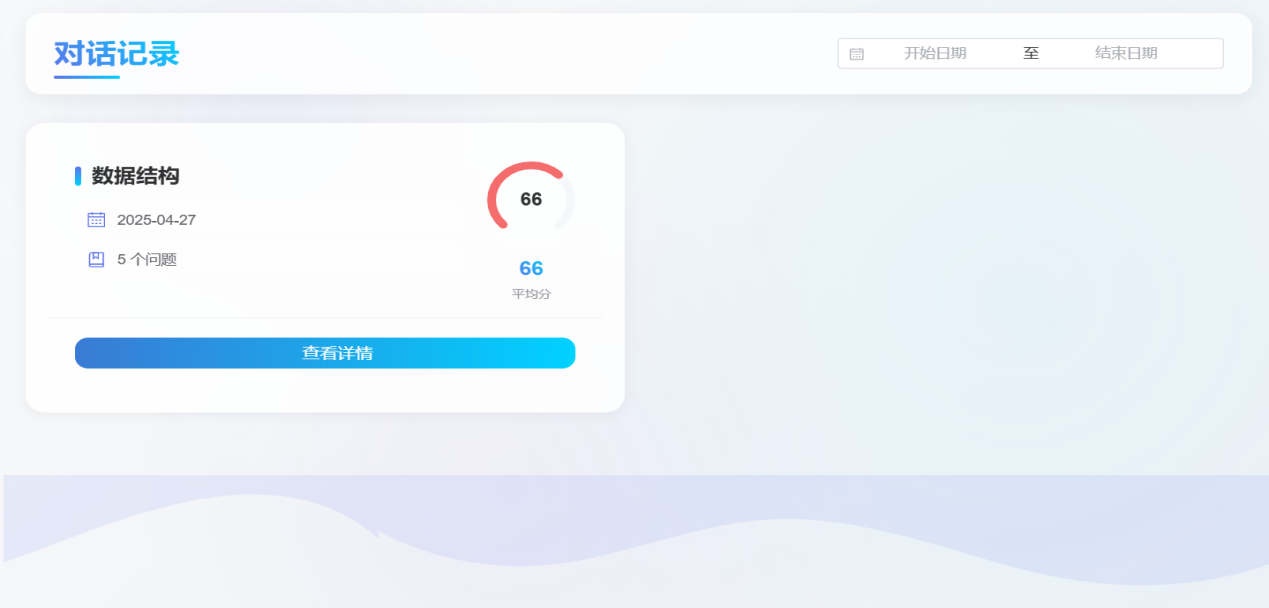 对话记录
开始日期 至 结束日期
数据结构
2025-04-27
5 个问题
66
66
平均分
查看详情